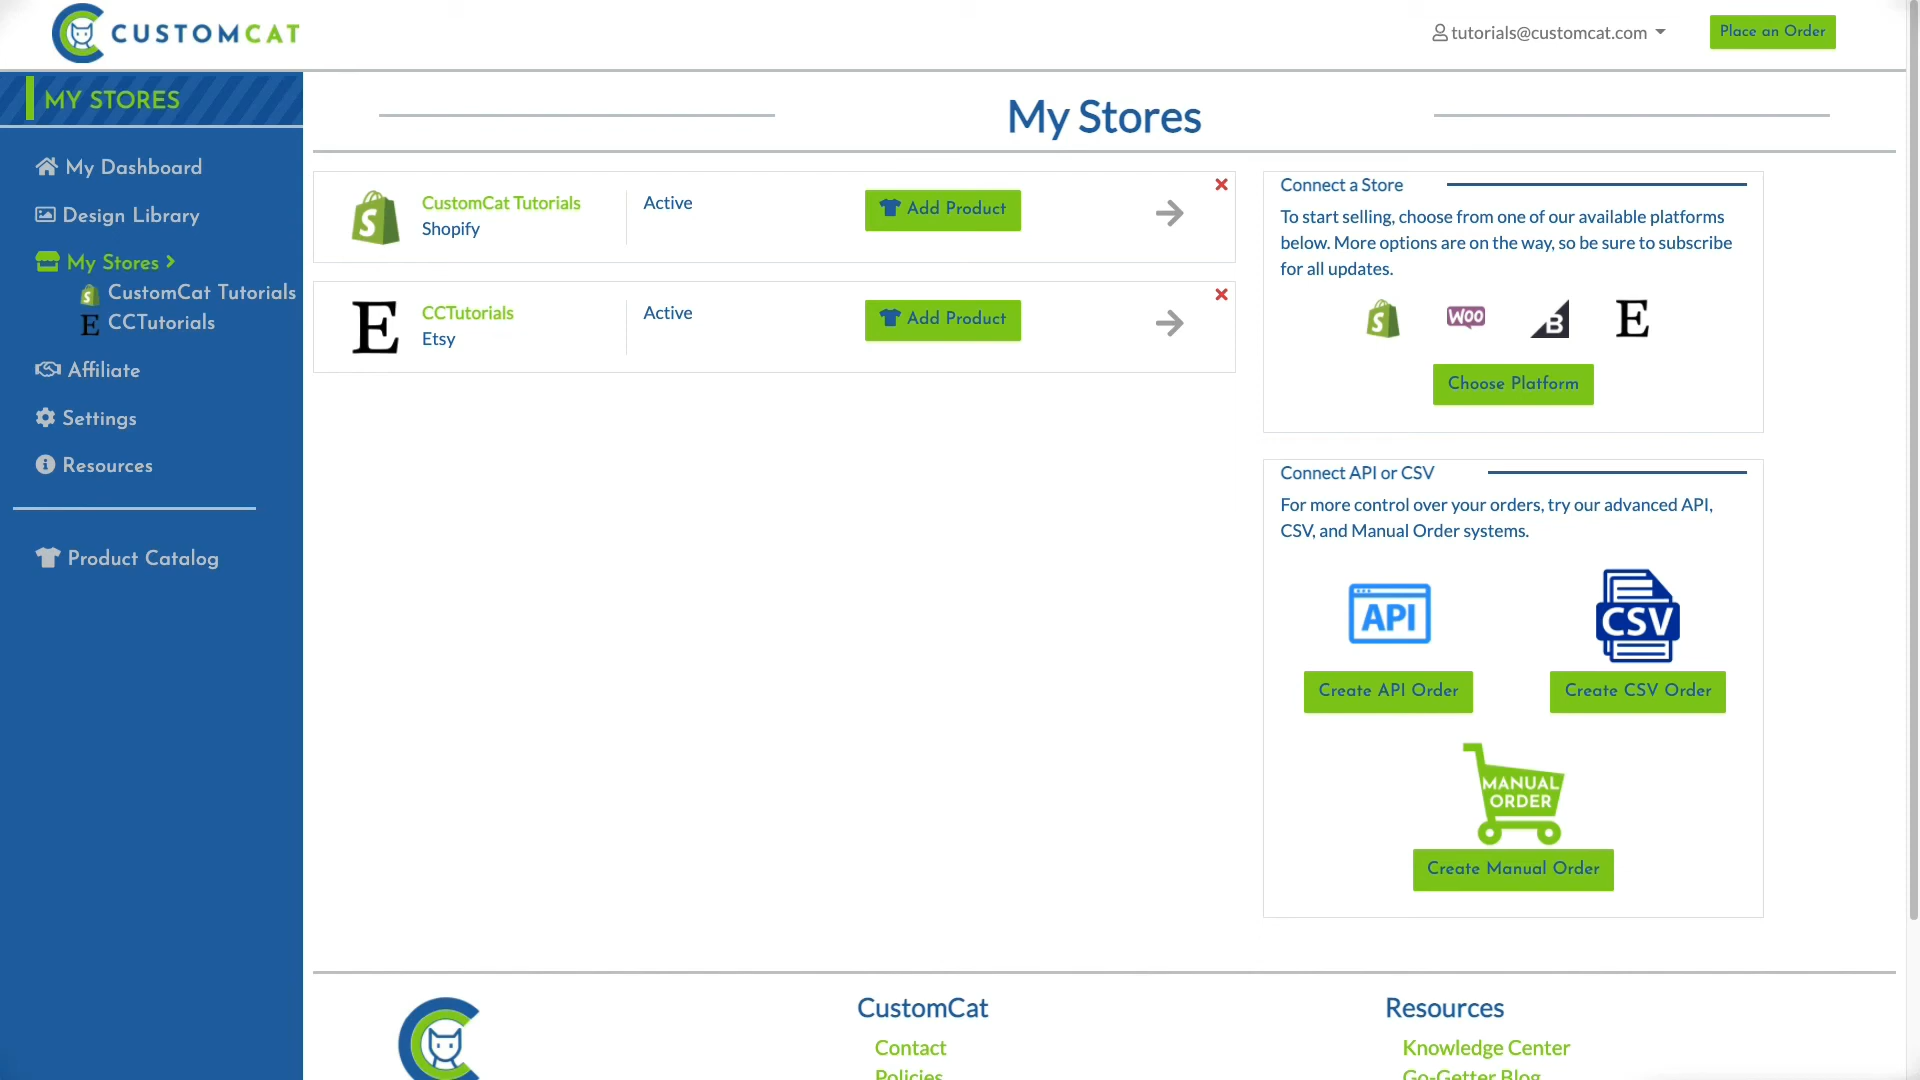 CUSTOMCAT
tutorials@customcat.com
Place an Order
MY STORES
My Dashboard
Design Library
My Stores
CustomCat Tutorials
CCTutorials
Affiliate
Settings
Resources
Product Catalog
My Stores
CustomCat Tutorials
Shopify
Active
Add Product
CCTutorials
Etsy
Active
Add Product
Connect a Store
To start selling, choose from one of our available platforms
below. More options are on the way, so be sure to subscribe
for all updates.
WOO
B
E
Choose Platform
Connect API or CSV
For more control over your orders, try our advanced API,
CSV, and Manual Order systems.
API
CSV
Create API Order
Create CSV Order
MANUAL
ORDER
Create Manual Order
CustomCat
Contact
Policies
Resources
Knowledge Center
Go-Getter Blog